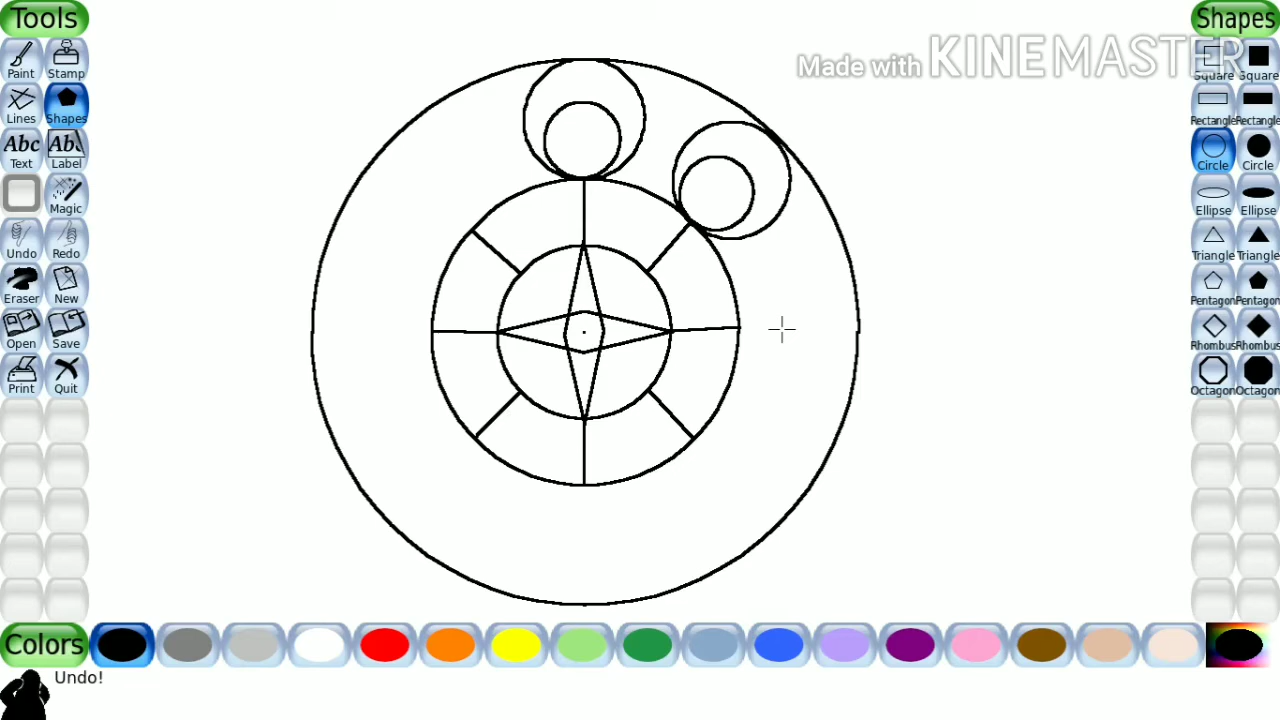 Tools
Shapes
Made with KINEMASTER
Paint
Stamp
Square
Square
Lines
Shapes
Rectangle
Rectangle
Abc
Abc
Text
Label
Circle
Circle
Magic
Ellipse
Ellipse
Undo
Redo
Triangle
Triangle
Eraser
New
Pentagon
Pentagon
Open
Save
Rhombus
Rhombus
Print
Quit
Octagon
Octagon
Colors
Undo!